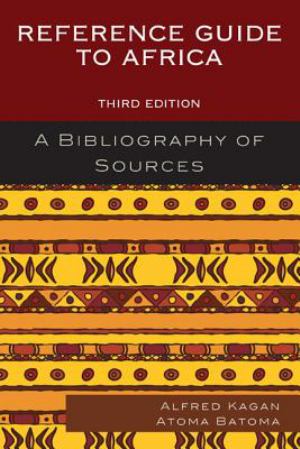 REFERENCE GUIDE
TO AFRICA
THIRD EDITION
A BIBLIOGRAPHY OF
SOURCES
ALFRED KAGAN
ATOMA BATOMA